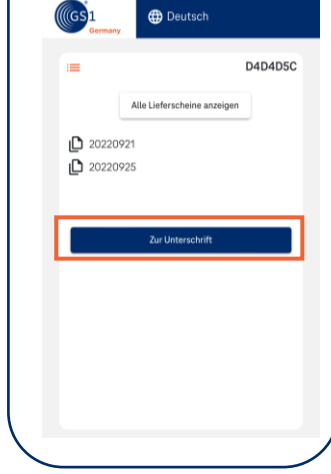 GS1
Germany
Deutsch
D4D4D5C
Alle Lieferscheine anzeigen
20220921
20220925
Zur Unterschrift